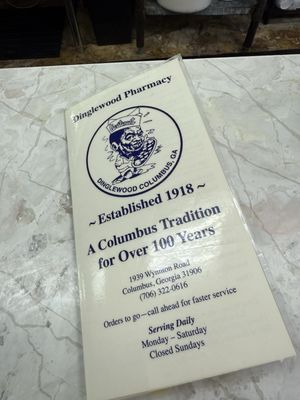 Dinglewood Pharmacy
DINGLEWOOD COLUMBUS, GA
~ Established 1918 ~
A Columbus Tradition
for Over 100 Years
1939 Wynnton Road
Columbus, Georgia 31906
(706) 322-0616
Orders to go—call ahead for faster service
Serving Daily
Monday – Saturday
Closed Sundays